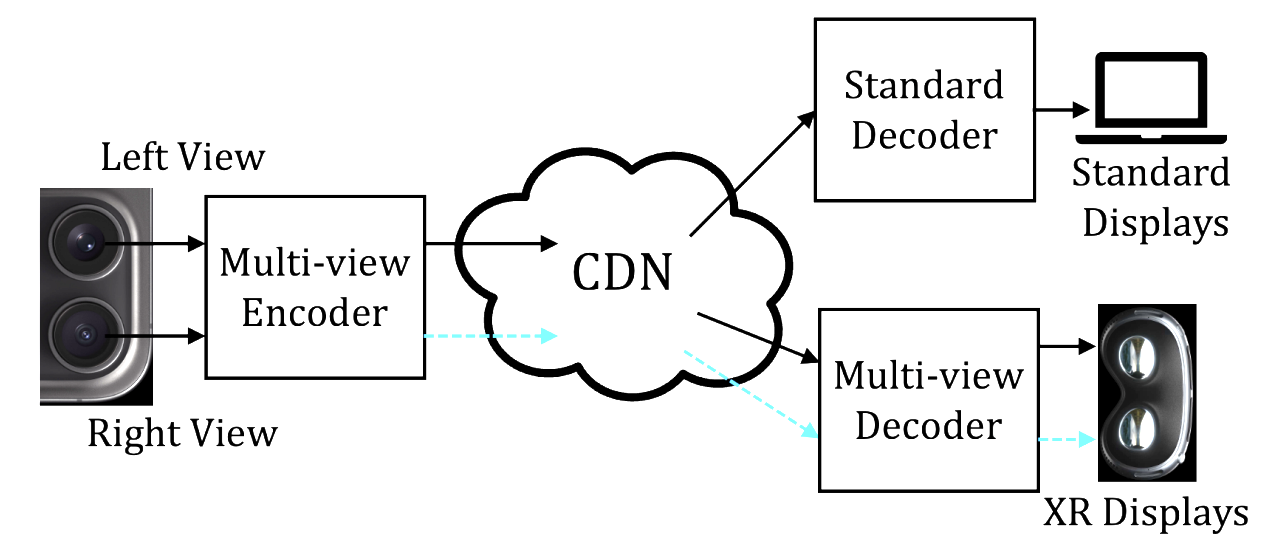 Left View
Right View
Multi-view
Encoder
CDN
Standard
Decoder
Standard
Displays
Multi-view
Decoder
XR Displays